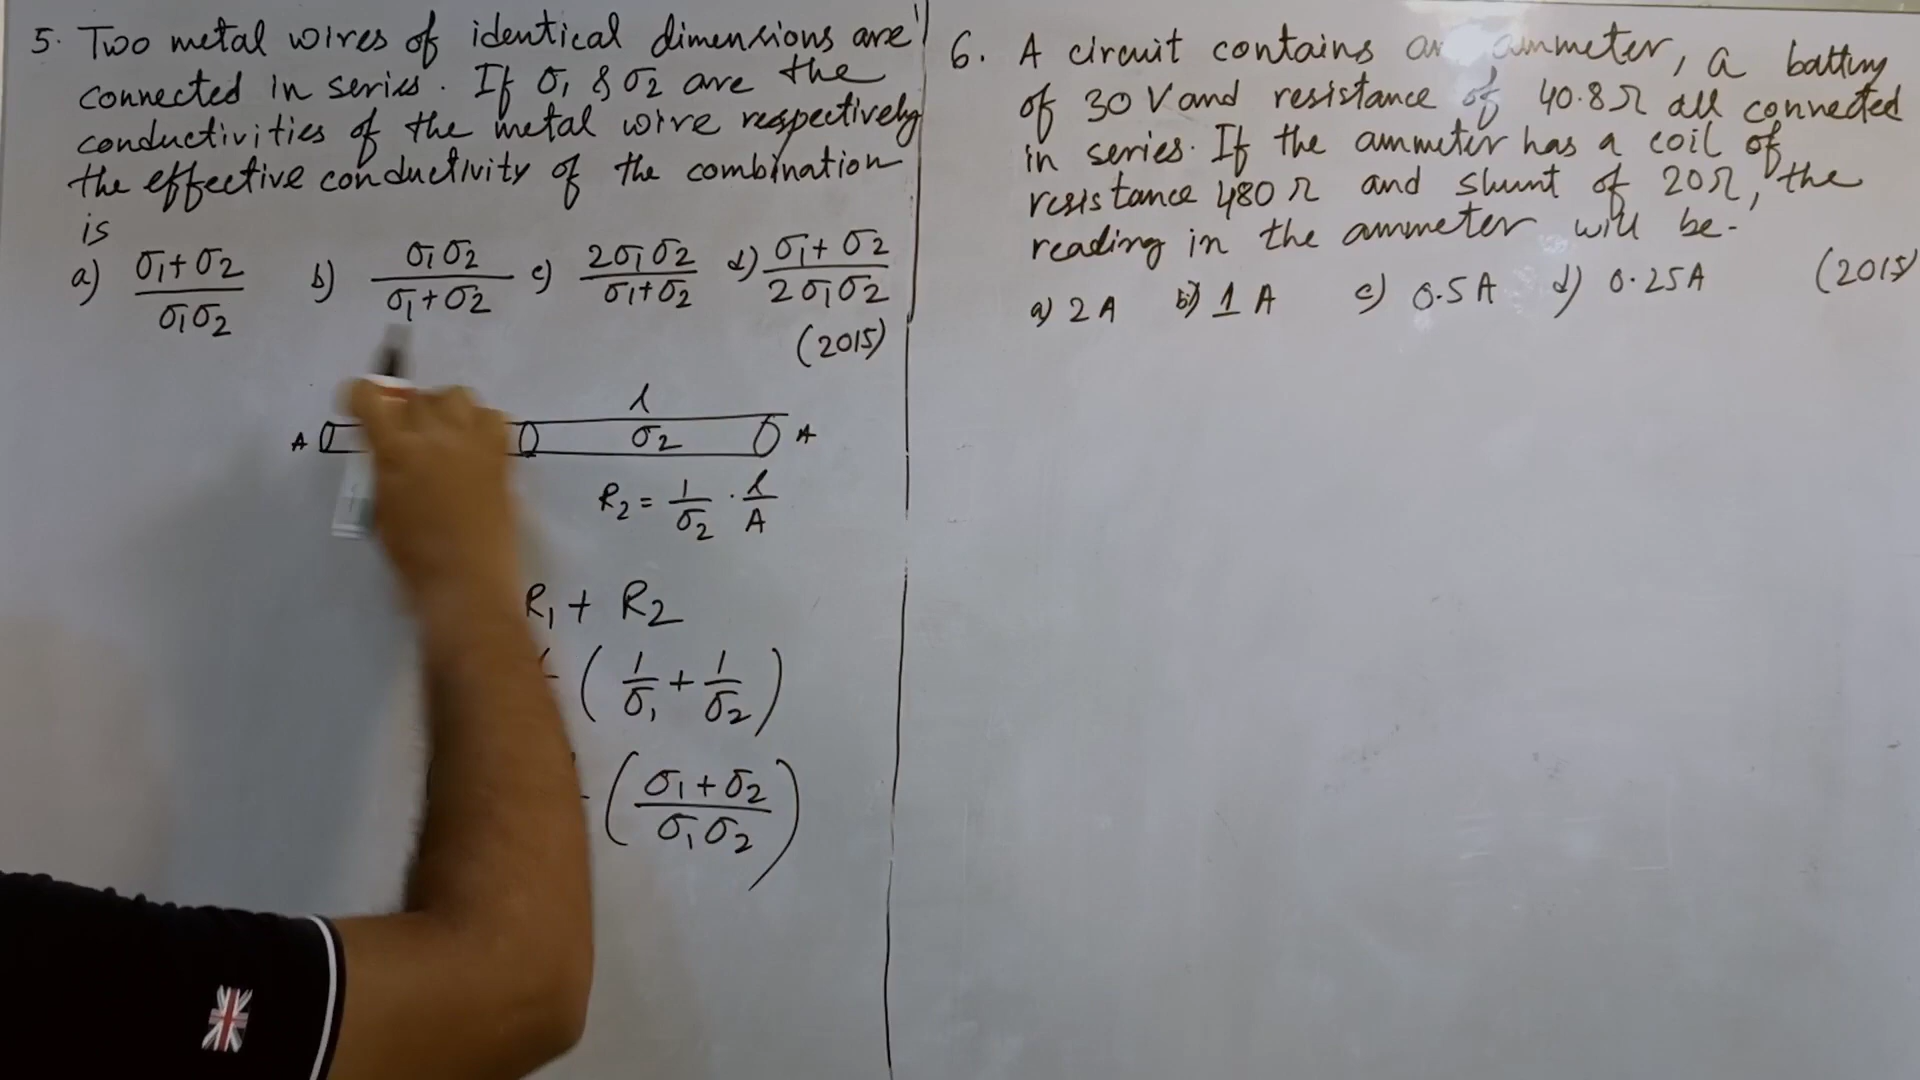 5. Two metal wires of identical dimensions are
connected in series. If σ1 & σ2 are the
conductivities of the metal wire respectively
the effective conductivity of the combination
is
a) σ1+σ2 / σ1σ2 b) σ1σ2 / σ1+σ2 c) 2σ1σ2 / σ1+σ2 d) σ1+σ2 / 2σ1σ2
(2015)
l
A σ2 A
R2 = 1/σ2 · l/A
R1 + R2
(1/σ1 + 1/σ2)
(σ1+σ2 / σ1σ2)
6. A circuit contains an ammeter, a battery
of 30 V and resistance of 40.8Ω all connected
in series. If the ammeter has a coil of
resistance 480 Ω and shunt of 20Ω, the
reading in the ammeter will be-
a) 2 A b) 1 A c) 0.5 A d) 0.25A (2015)